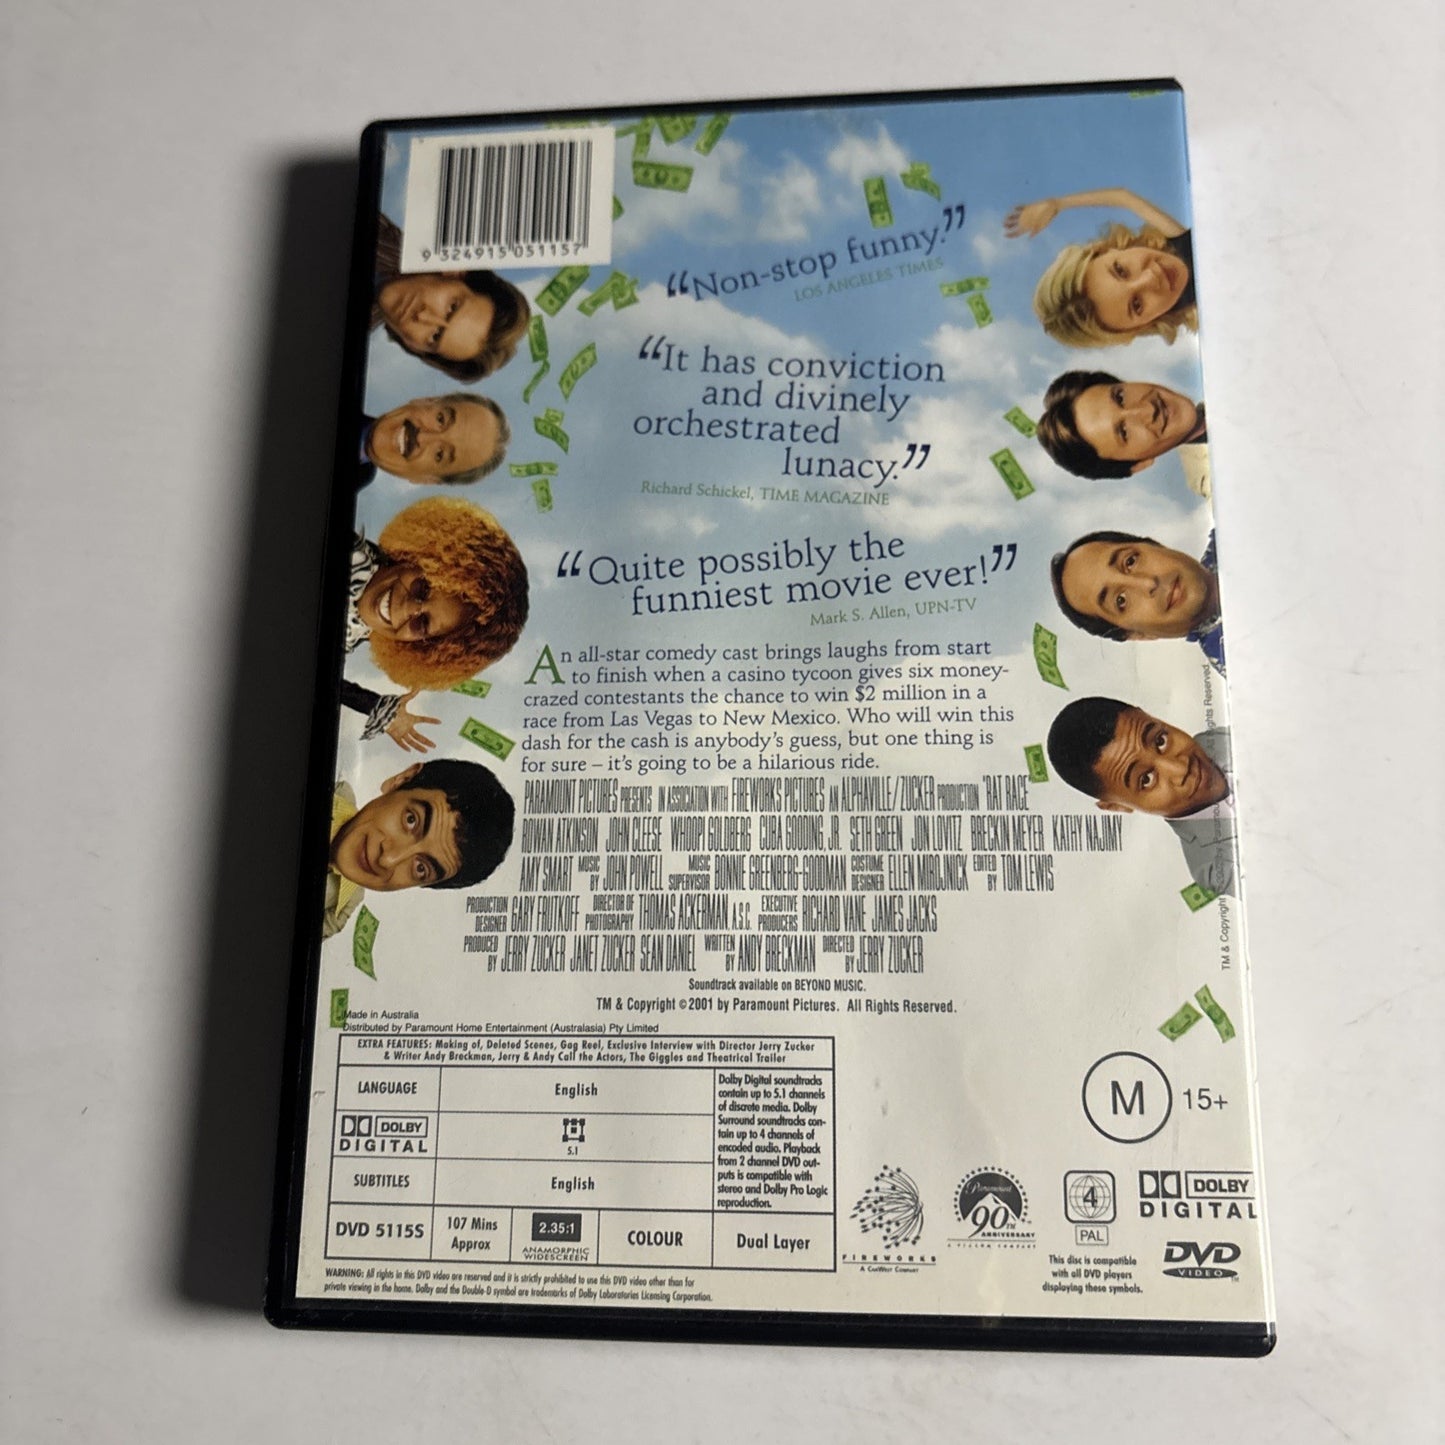 9 324915 051157
“Non-stop funny.”
LOS ANGELES TIMES
“It has conviction
and divinely
orchestrated
lunacy.”
Richard Schickel, TIME MAGAZINE
“Quite possibly the
funniest movie ever!”
Mark S. Allen, UPN-TV
An all-star comedy cast brings laughs from start
to finish when a casino tycoon gives six money-
crazed contestants the chance to win $2 million in a
race from Las Vegas to New Mexico. Who will win this
dash for the cash is anybody's guess, but one thing is
for sure – it's going to be a hilarious ride.
PARAMOUNT PICTURES PRESENTS IN ASSOCIATION WITH FIREWORKS PICTURES AN ALPHAVILLE/ZUCKER PRODUCTION "RAT RACE"
ROWAN ATKINSON JOHN CLEESE WHOOPI GOLDBERG CUBA GOODING, JR. SETH GREEN JON LOVITZ BRECKIN MEYER KATHY NAJIMY
AMY SMART MUSIC BY JOHN POWELL MUSIC SUPERVISOR BONNIE GREENBERG-GOODMAN COSTUME DESIGNER ELLEN MIROJNICK EDITED BY TOM LEWIS
PRODUCTION DESIGNER GARY FRUTKOFF DIRECTOR OF PHOTOGRAPHY THOMAS ACKERMAN, A.S.C. EXECUTIVE PRODUCERS RICHARD VANE JAMES JACKS
PRODUCED BY JERRY ZUCKER JANET ZUCKER SEAN DANIEL WRITTEN BY ANDY BRECKMAN DIRECTED BY JERRY ZUCKER
Soundtrack available on BEYOND MUSIC.
TM & Copyright ©2001 by Paramount Pictures. All Rights Reserved.
Made in Australia
Distributed by Paramount Home Entertainment (Australasia) Pty Limited
EXTRA FEATURES: Making of, Deleted Scenes, Gag Reel, Exclusive Interview with Director Jerry Zucker
& Writer Andy Breckman, Jerry & Andy Call the Actors, The Giggles and Theatrical Trailer
LANGUAGE
English
DOLBY
DIGITAL
5.1
SUBTITLES
English
Dolby Digital soundtracks
contain up to 5.1 channels
of discrete media. Dolby
Surround soundtracks con-
tain up to 4 channels of
encoded audio. Playback
from 2 channel DVD out-
puts is compatible with
stereo and Dolby Pro Logic
reproduction.
DVD 5115S
107 Mins
Approx
2.35:1
ANAMORPHIC
WIDESCREEN
COLOUR
Dual Layer
WARNING: All rights in this DVD video are reserved and it is strictly prohibited to use this DVD video other than for
private viewing in the home. Dolby and the Double-D symbol are trademarks of Dolby Laboratories Licensing Corporation.
M 15+
FIREWORKS
A CanWest Company
Paramount
90TH
ANNIVERSARY
A VIACOM COMPANY
4
PAL
This disc is compatible
with all DVD players
displaying these symbols.
DOLBY
DIGITAL
DVD
VIDEO
TM
TM & Copyright
Rights Reserved.